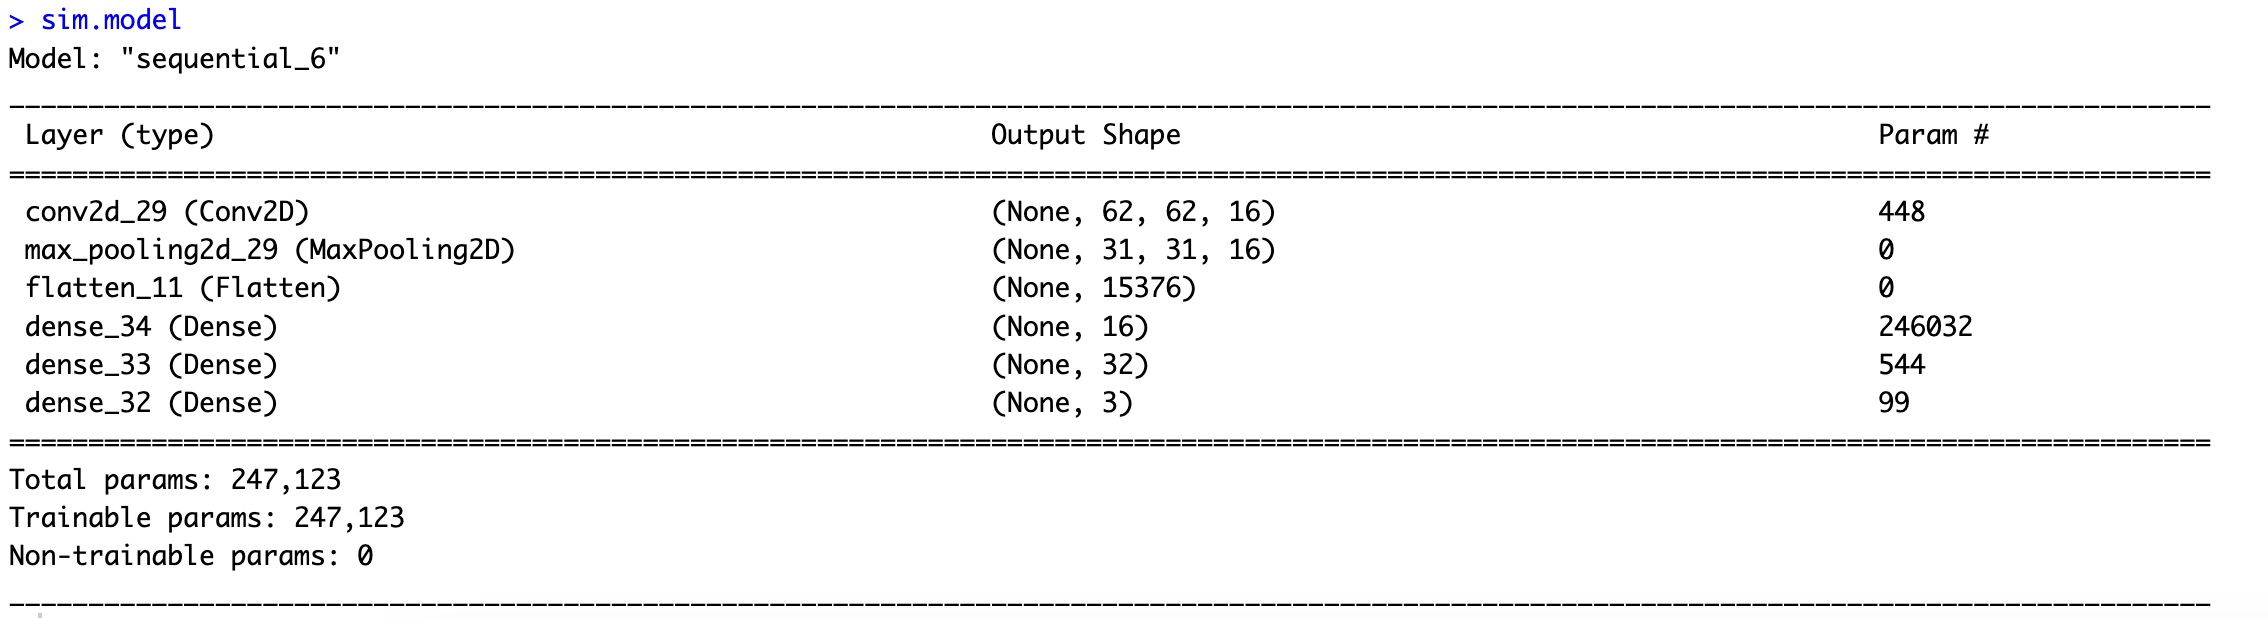 > sim.model
Model: "sequential_6"
Layer (type) Output Shape Param #
conv2d_29 (Conv2D) (None, 62, 62, 16) 448
max_pooling2d_29 (MaxPooling2D) (None, 31, 31, 16) 0
flatten_11 (Flatten) (None, 15376) 0
dense_34 (Dense) (None, 16) 246032
dense_33 (Dense) (None, 32) 544
dense_32 (Dense) (None, 3) 99
Total params: 247,123
Trainable params: 247,123
Non-trainable params: 0